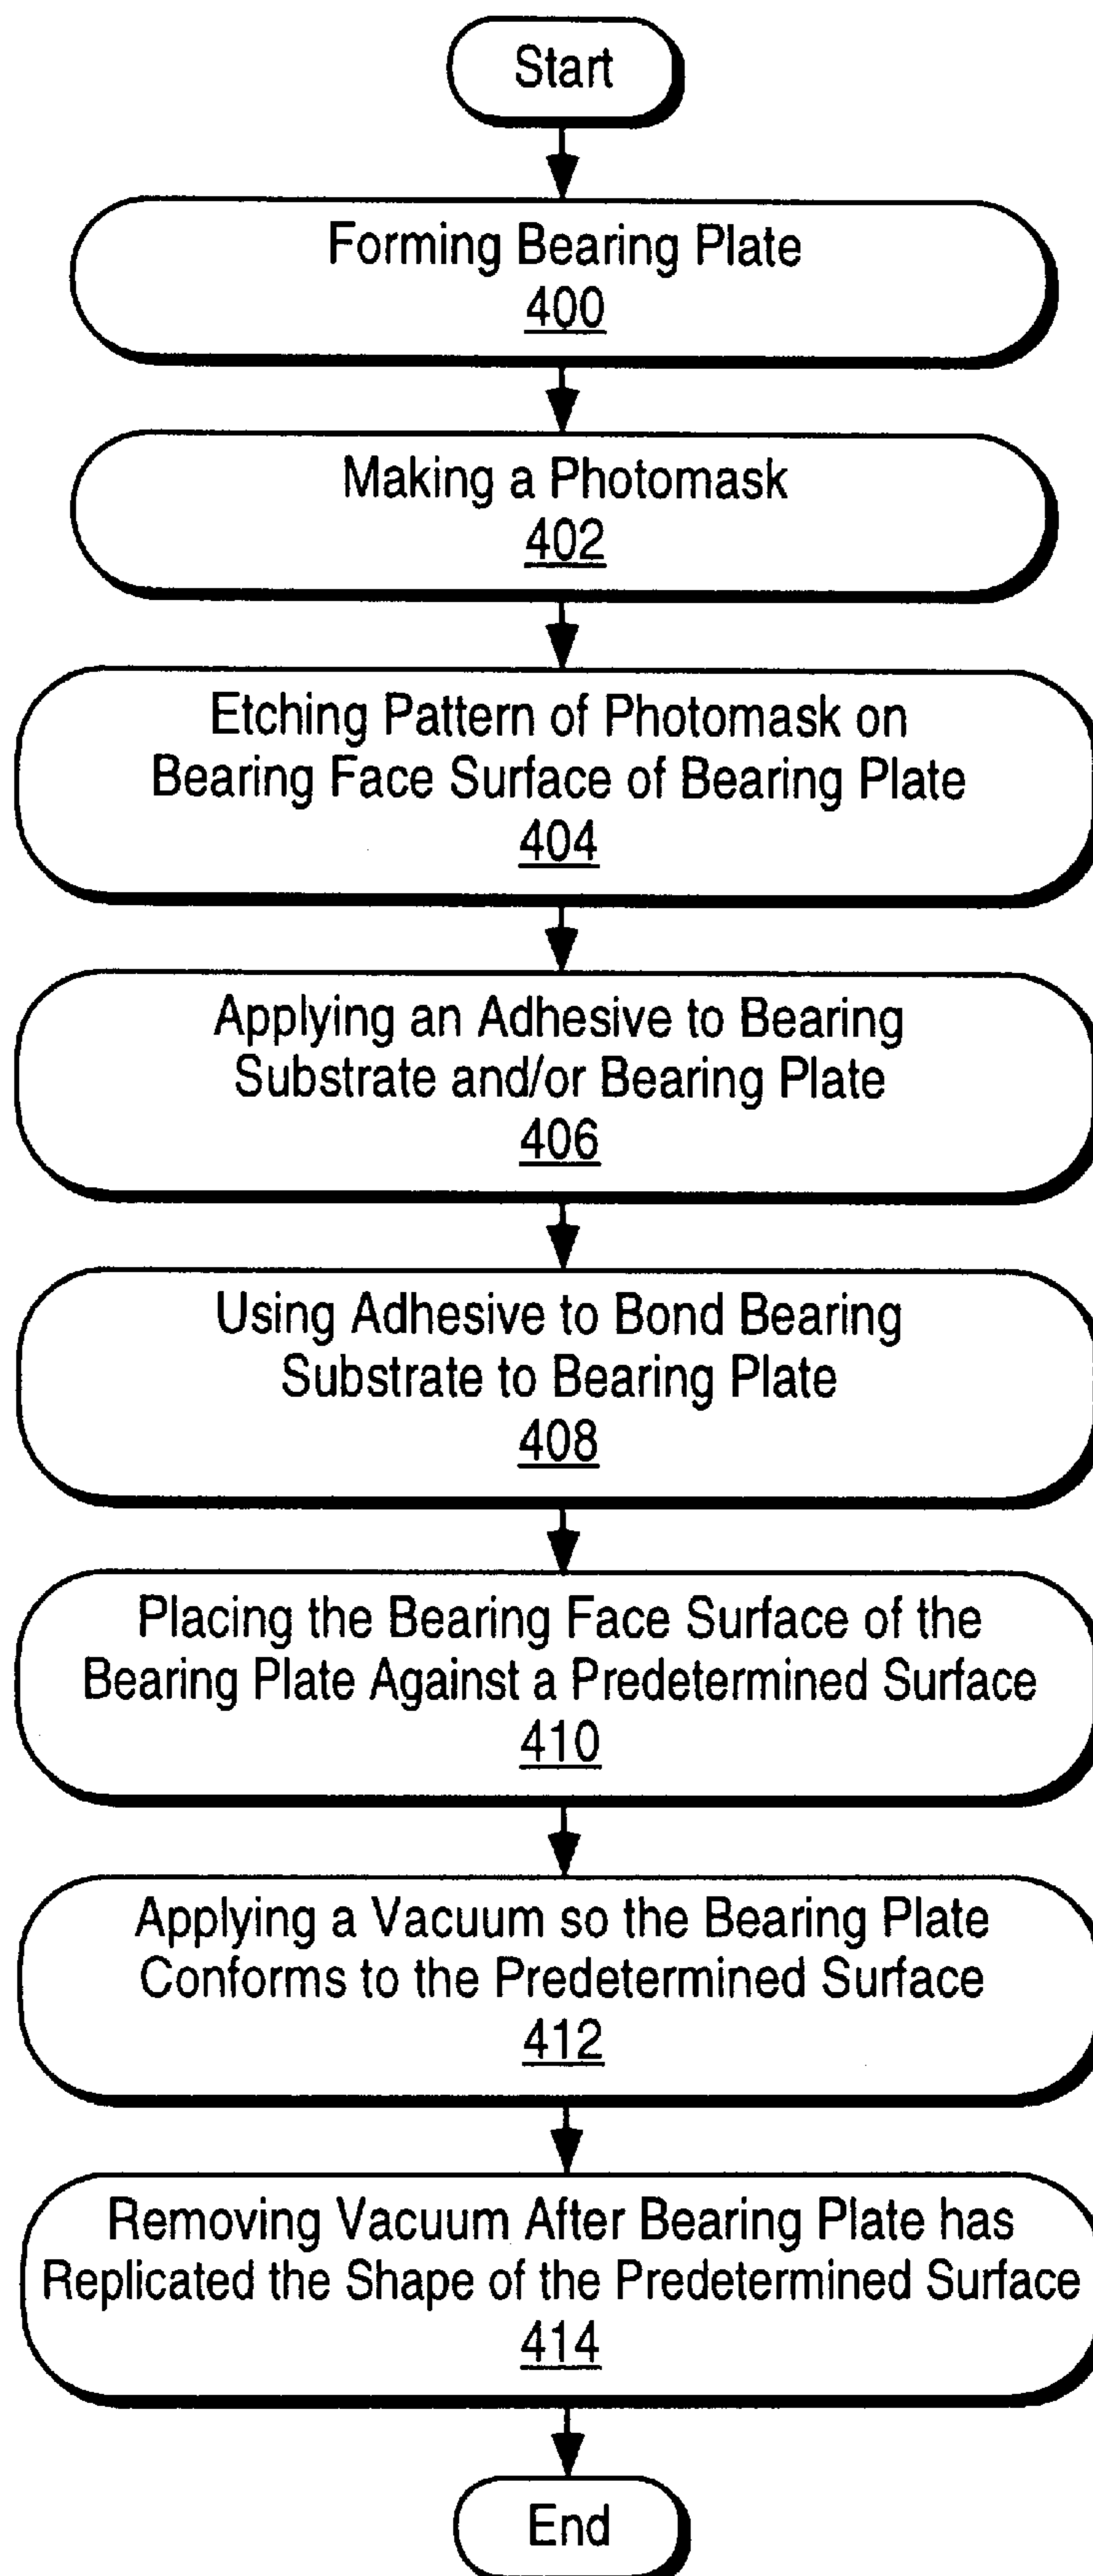 Start
Forming Bearing Plate
400
Making a Photomask
402
Etching Pattern of Photomask on
Bearing Face Surface of Bearing Plate
404
Applying an Adhesive to Bearing
Substrate and/or Bearing Plate
406
Using Adhesive to Bond Bearing
Substrate to Bearing Plate
408
Placing the Bearing Face Surface of the
Bearing Plate Against a Predetermined Surface
410
Applying a Vacuum so the Bearing Plate
Conforms to the Predetermined Surface
412
Removing Vacuum After Bearing Plate has
Replicated the Shape of the Predetermined Surface
414
End